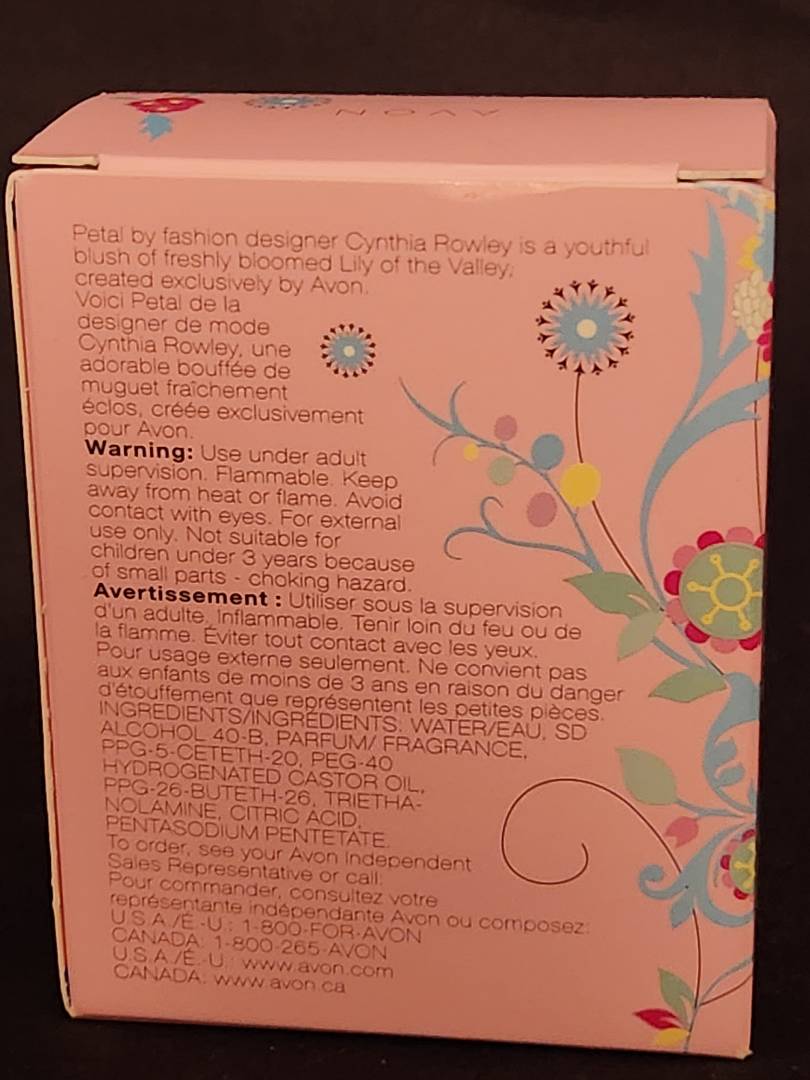 AVON
Petal by fashion designer Cynthia Rowley is a youthful
blush of freshly bloomed Lily of the Valley,
created exclusively by Avon.
Voici Petal de la
designer de mode
Cynthia Rowley, une
adorable bouffée de
muguet fraîchement
éclos, créée exclusivement
pour Avon.
Warning: Use under adult
supervision. Flammable. Keep
away from heat or flame. Avoid
contact with eyes. For external
use only. Not suitable for
children under 3 years because
of small parts - choking hazard.
Avertissement : Utiliser sous la supervision
d'un adulte. Inflammable. Tenir loin du feu ou de
la flamme. Éviter tout contact avec les yeux.
Pour usage externe seulement. Ne convient pas
aux enfants de moins de 3 ans en raison du danger
d'étouffement que représentent les petites pièces.
INGREDIENTS/INGRÉDIENTS: WATER/EAU, SD
ALCOHOL 40-B, PARFUM/ FRAGRANCE,
PPG-5-CETETH-20, PEG-40
HYDROGENATED CASTOR OIL,
PPG-26-BUTETH-26, TRIETHA-
NOLAMINE, CITRIC ACID,
PENTASODIUM PENTETATE.
To order, see your Avon Independent
Sales Representative or call:
Pour commander, consultez votre
représentante indépendante Avon ou composez:
U.S.A./É.-U.: 1-800-FOR-AVON
CANADA: 1-800-265-AVON
U.S.A./É.-U.: www.avon.com
CANADA: www.avon.ca